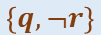 {q, ¬r}